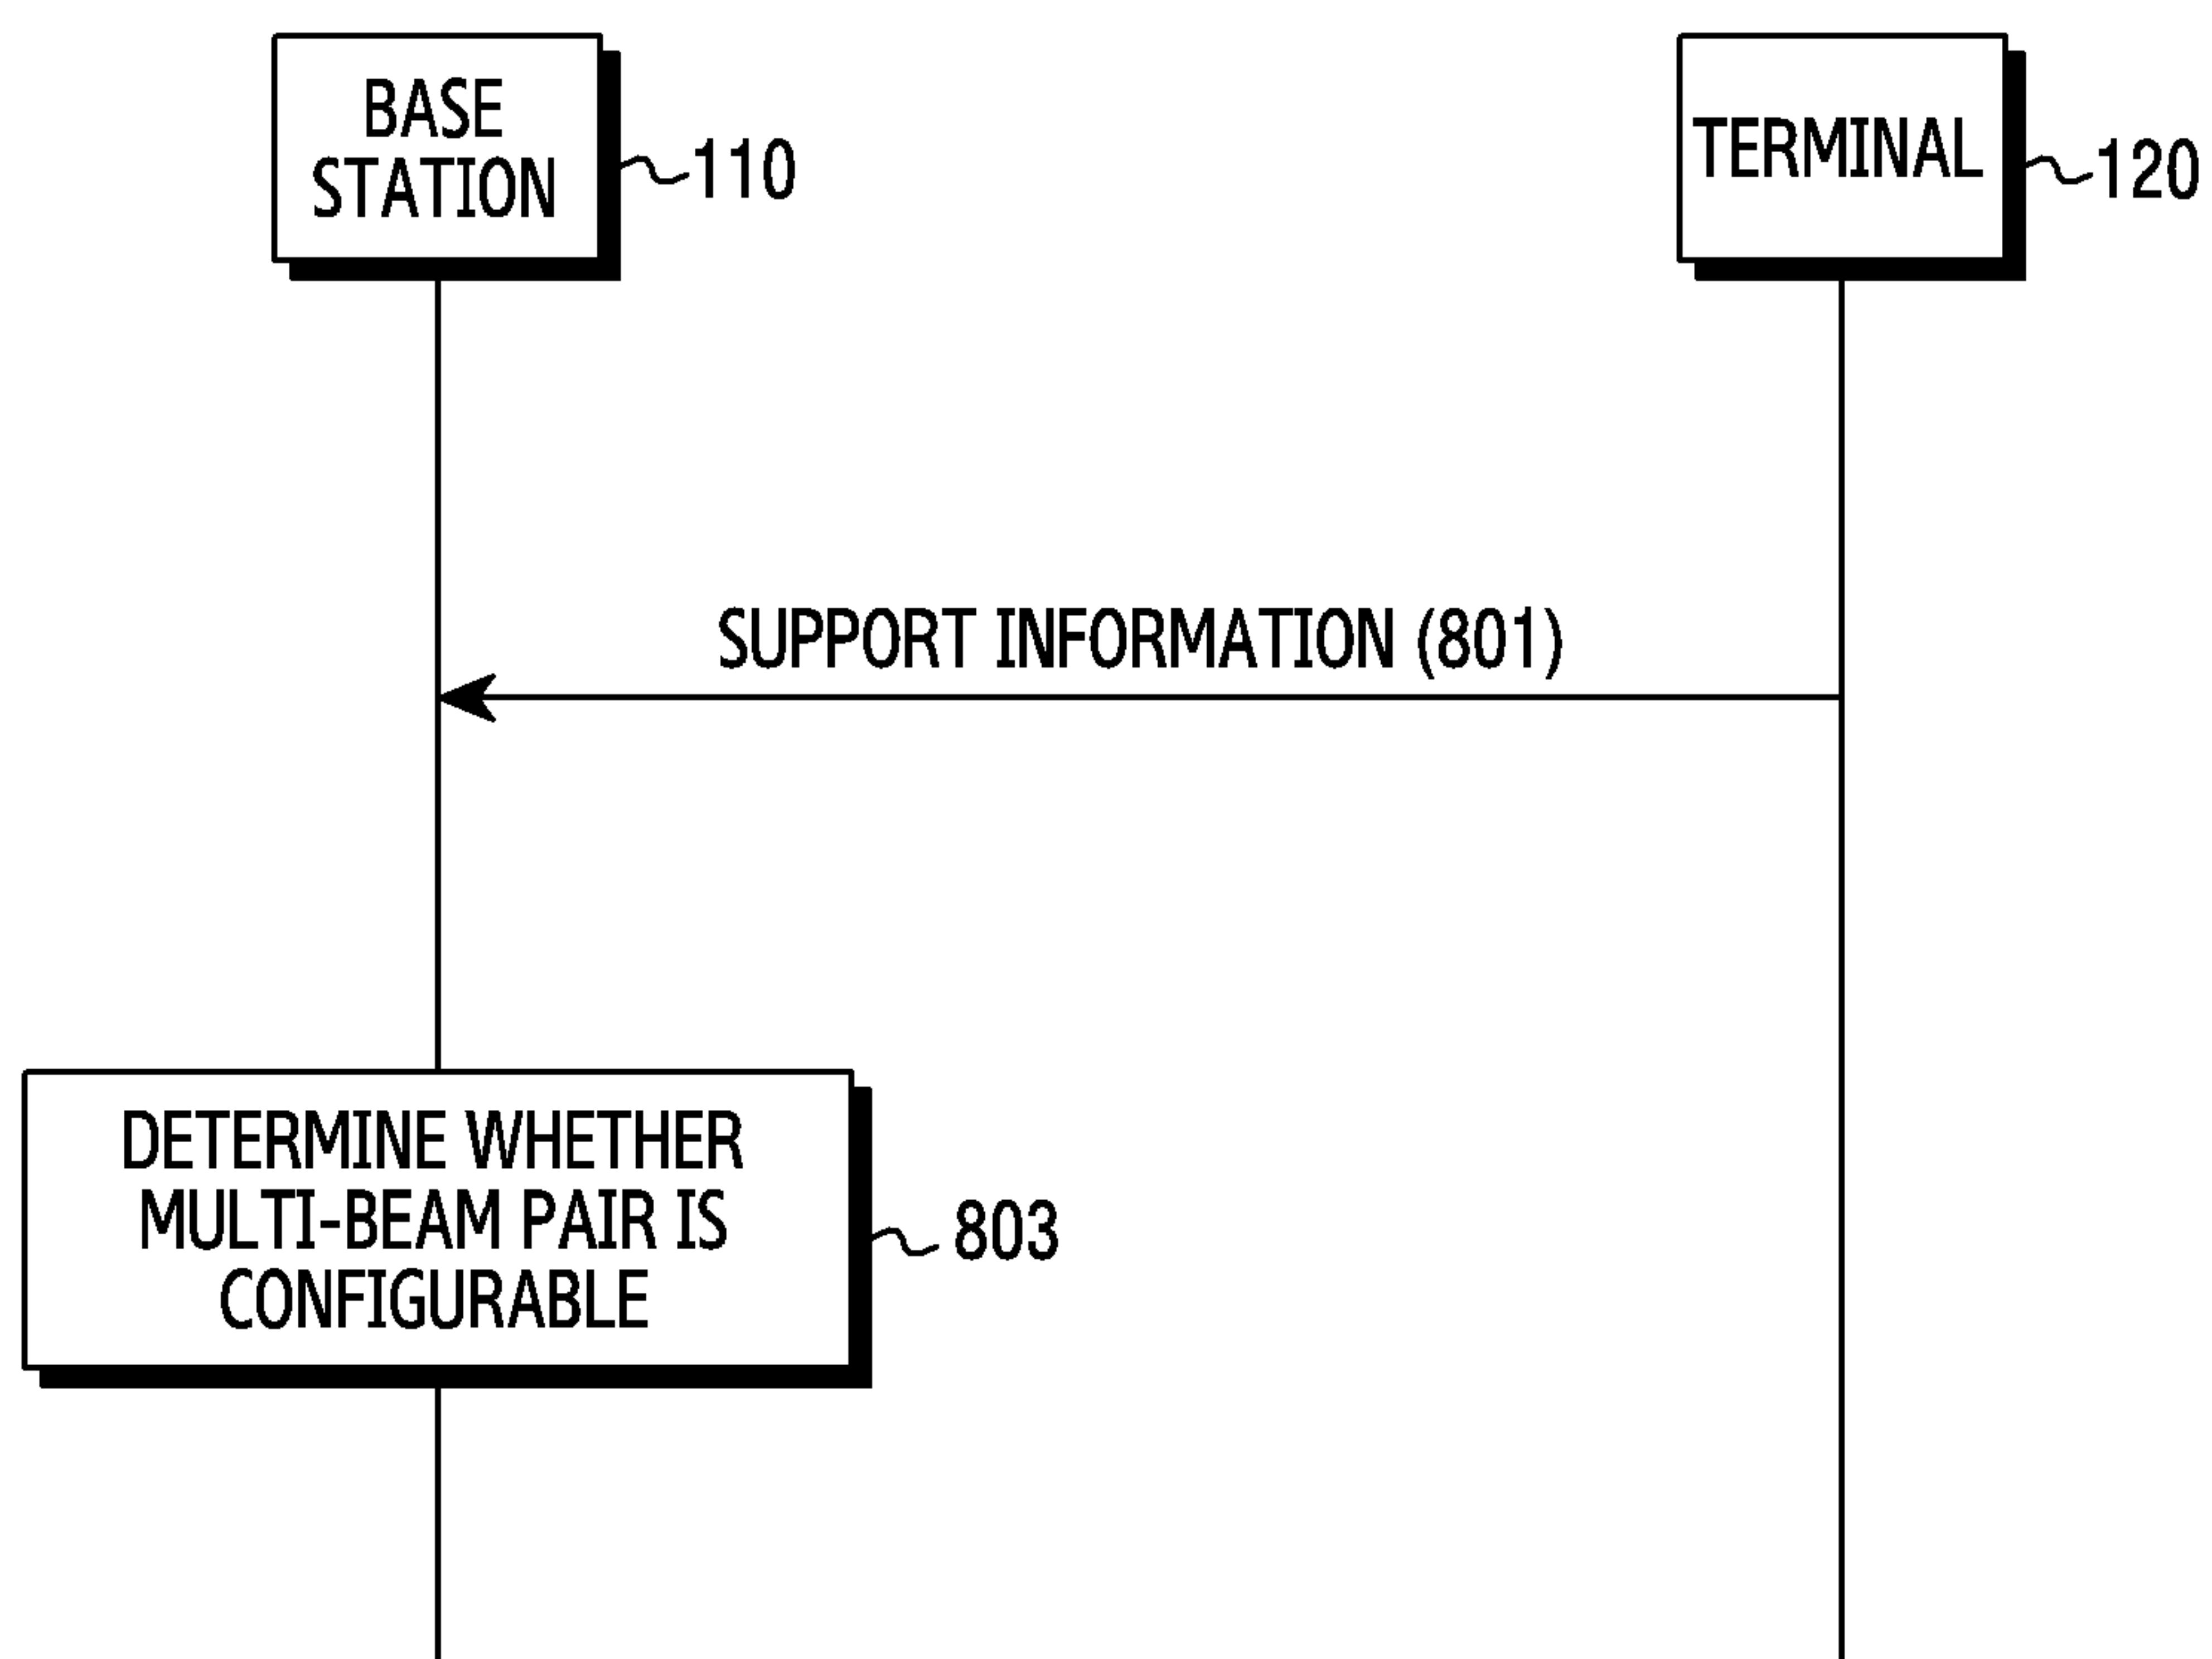 BASE
STATION
110
TERMINAL
120
SUPPORT INFORMATION (801)
DETERMINE WHETHER
MULTI-BEAM PAIR IS
CONFIGURABLE
803